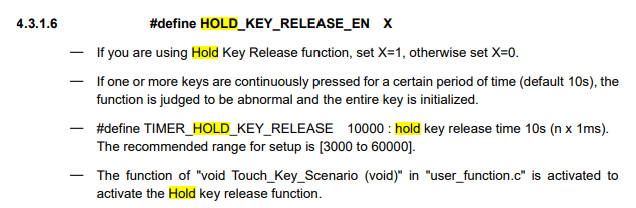 4.3.1.6 #define HOLD_KEY_RELEASE_EN X
— If you are using Hold Key Release function, set X=1, otherwise set X=0.
— If one or more keys are continuously pressed for a certain period of time (default 10s), the
function is judged to be abnormal and the entire key is initialized.
— #define TIMER_HOLD_KEY_RELEASE 10000 : hold key release time 10s (n x 1ms).
The recommended range for setup is [3000 to 60000].
— The function of "void Touch_Key_Scenario (void)" in "user_function.c" is activated to
activate the Hold key release function.